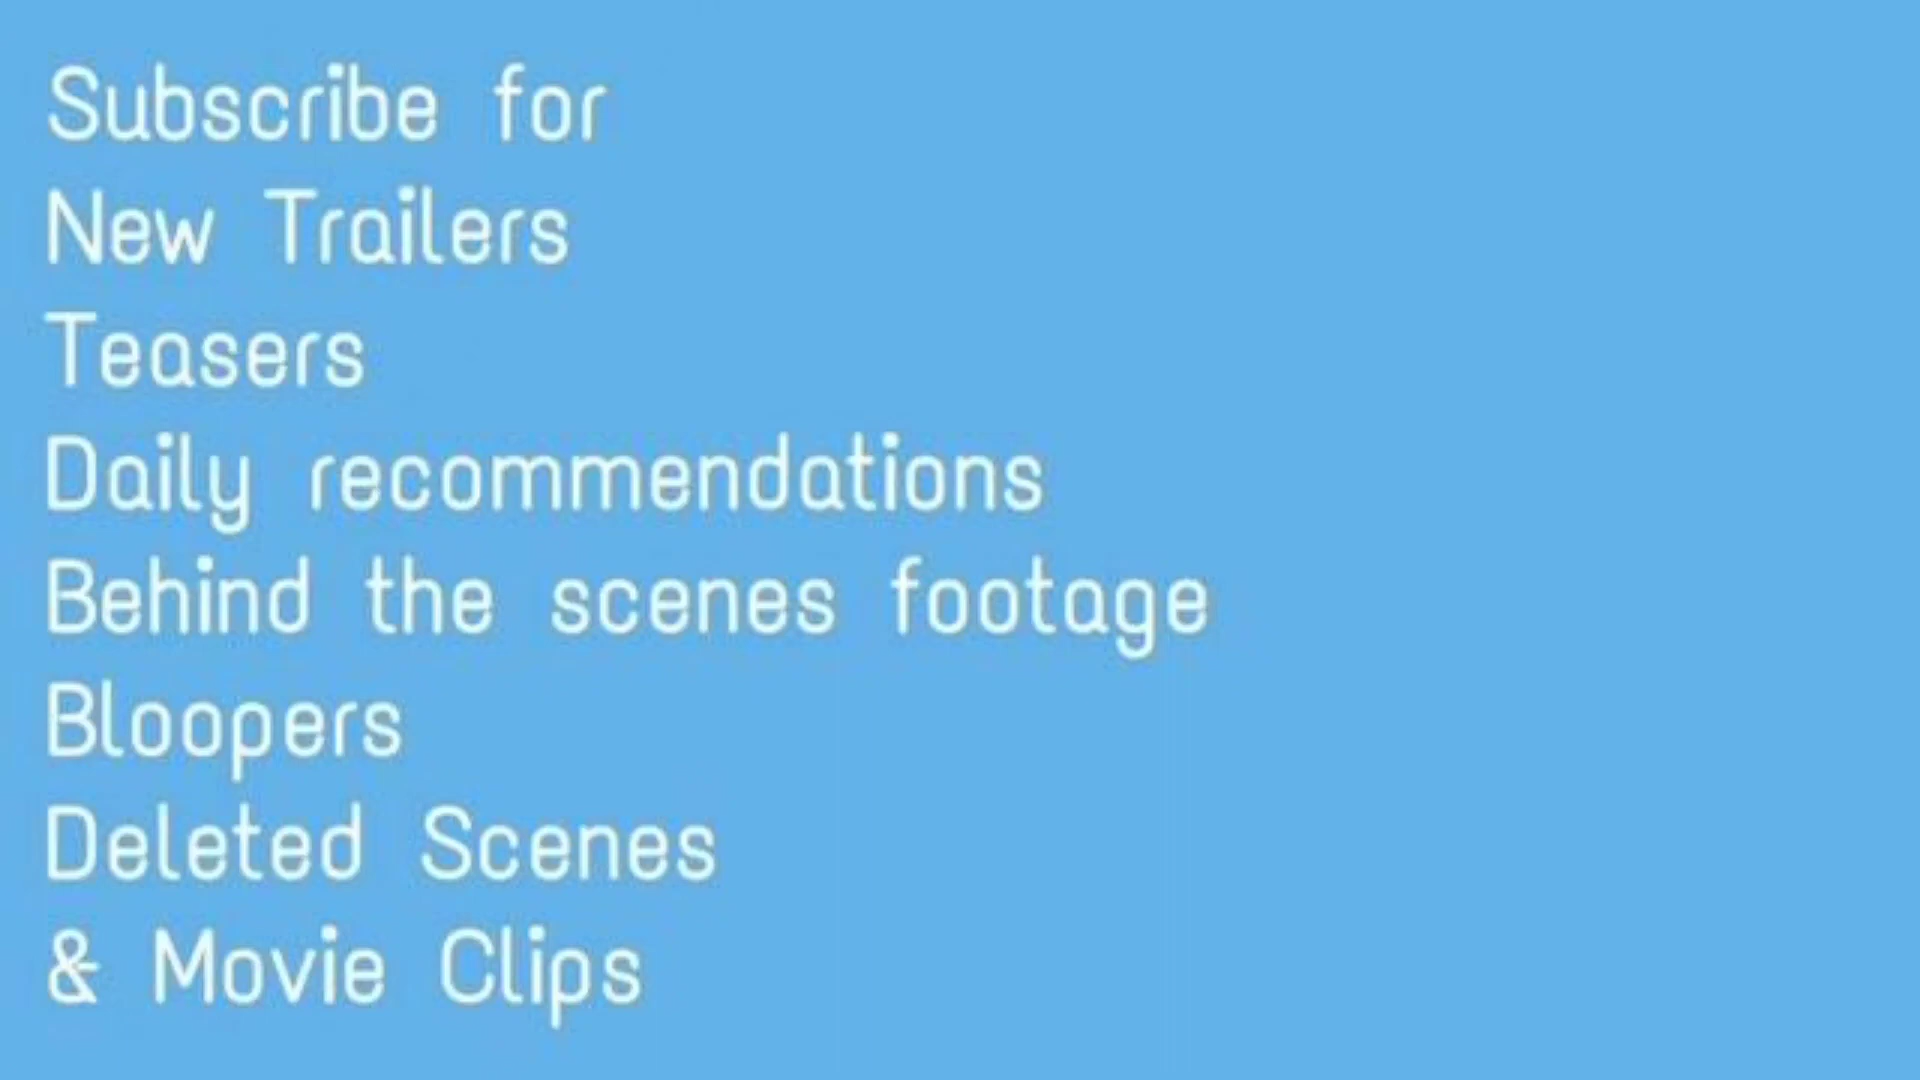 Subscribe for
New Trailers
Teasers
Daily recommendations
Behind the scenes footage
Bloopers
Deleted Scenes
& Movie Clips